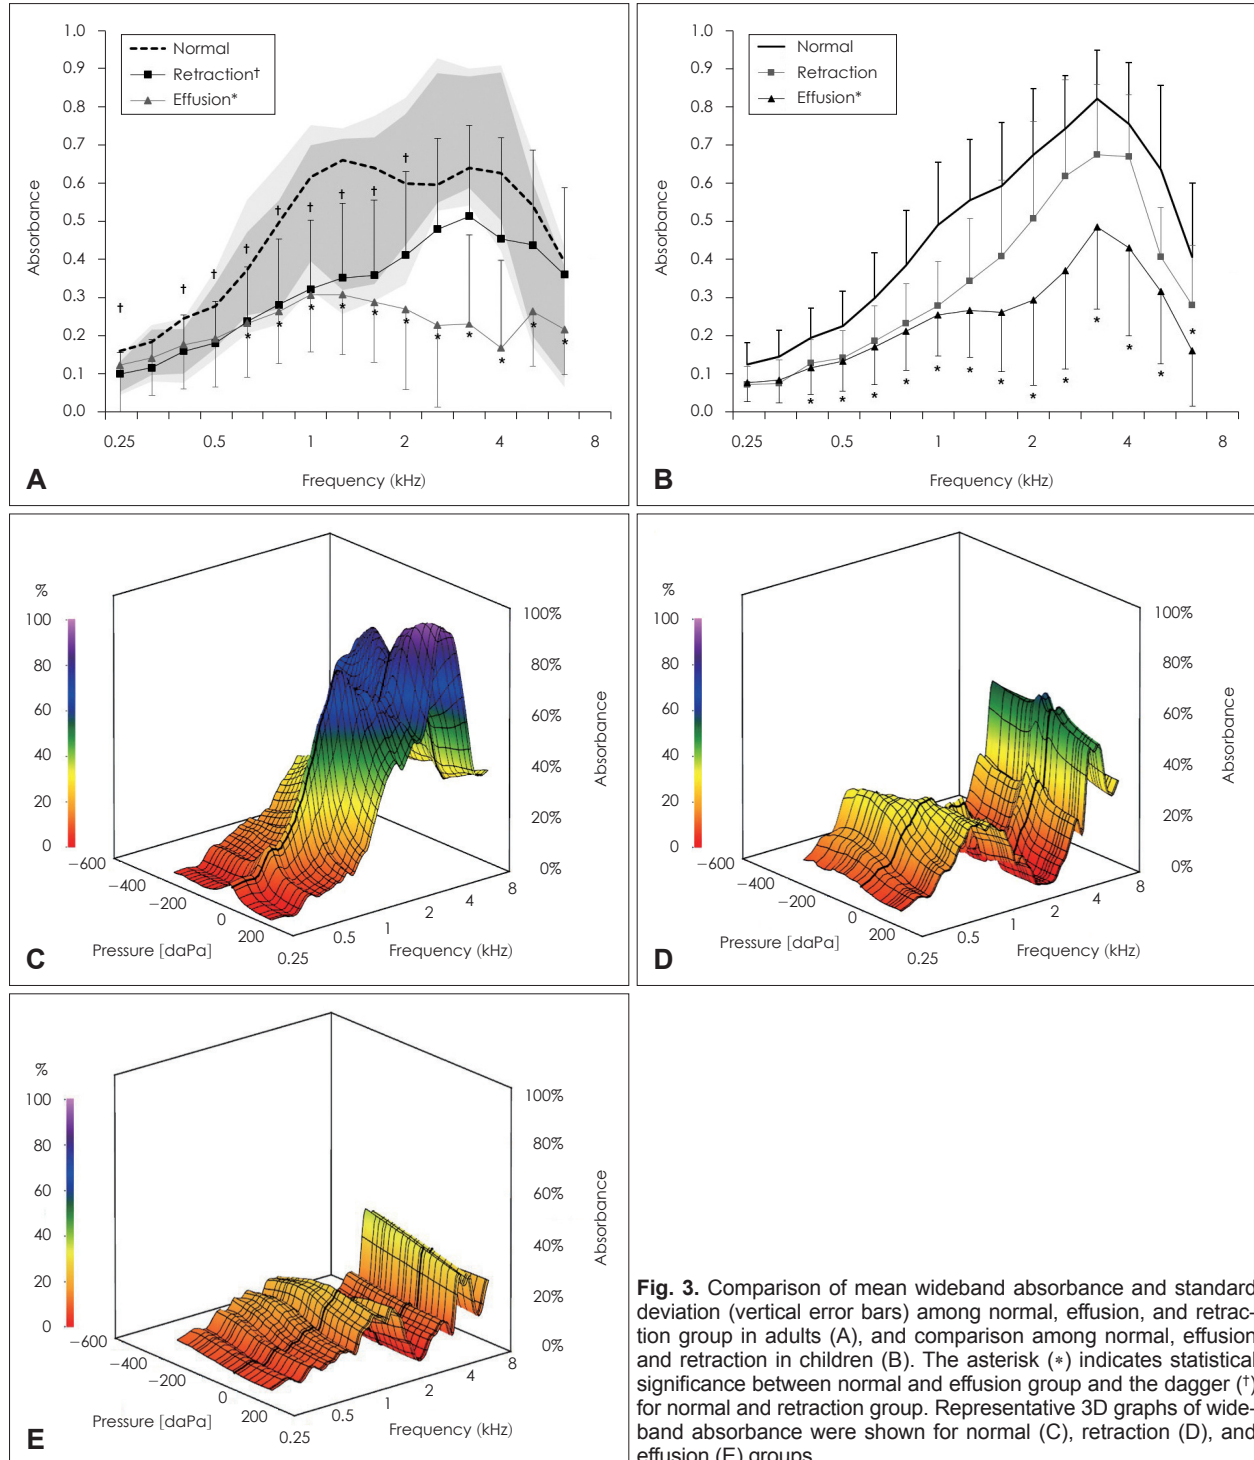 1.0
0.9
0.8
0.7
0.6
0.5
0.4
0.3
0.2
0.1
0.0
Absorbance
Normal
Retraction†
Effusion*
† † † † † † † †
* * * * * * * * * * *
0.25 0.5 1 2 4 8
Frequency (kHz)
A
1.0
0.9
0.8
0.7
0.6
0.5
0.4
0.3
0.2
0.1
0.0
Absorbance
Normal
Retraction
Effusion*
* * * * * * * * * * * * *
0.25 0.5 1 2 4 8
Frequency (kHz)
B
%
100
80
60
40
20
0
100%
80%
60%
40%
20%
0%
Absorbance
−600
−400
−200
0
200
Pressure [daPa]
0.25
0.5
1
2
4
8
Frequency (kHz)
C
%
100
80
60
40
20
0
100%
80%
60%
40%
20%
0%
Absorbance
−600
−400
−200
0
200
Pressure [daPa]
0.25
0.5
1
2
4
8
Frequency (kHz)
D
%
100
80
60
40
20
0
100%
80%
60%
40%
20%
0%
Absorbance
−600
−400
−200
0
200
Pressure [daPa]
0.25
0.5
1
2
4
8
Frequency (kHz)
E
Fig. 3. Comparison of mean wideband absorbance and standard
deviation (vertical error bars) among normal, effusion, and retrac-
tion group in adults (A), and comparison among normal, effusion
and retraction in children (B). The asterisk (*) indicates statistical
significance between normal and effusion group and the dagger (†)
for normal and retraction group. Representative 3D graphs of wide-
band absorbance were shown for normal (C), retraction (D), and
effusion (E) groups.